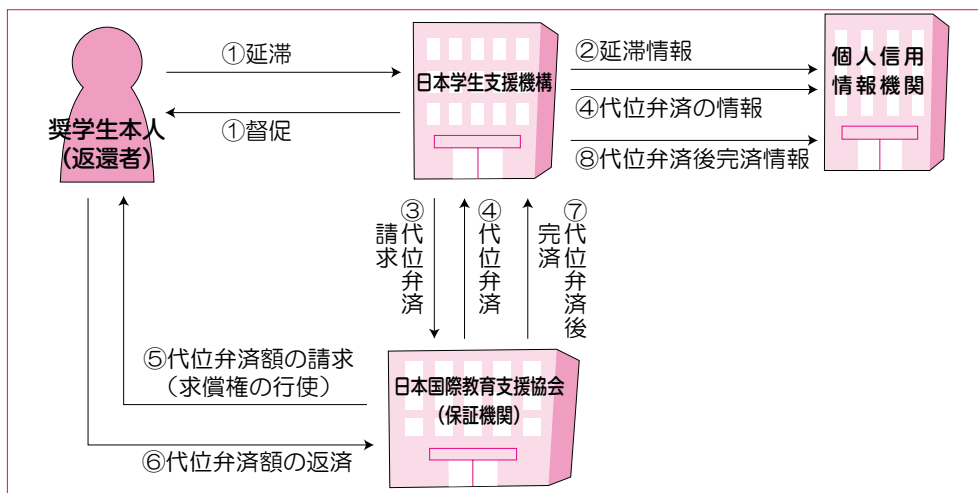 ①延滞
①督促
奨学生本人
（返還者）
日本学生支援機構
②延滞情報
④代位弁済の情報
⑧代位弁済後完済情報
個人信用
情報機関
③代位弁済
請求
④代位弁済
⑦代位弁済後
完済
⑤代位弁済額の請求
（求償権の行使）
⑥代位弁済額の返済
日本国際教育支援協会
（保証機関）